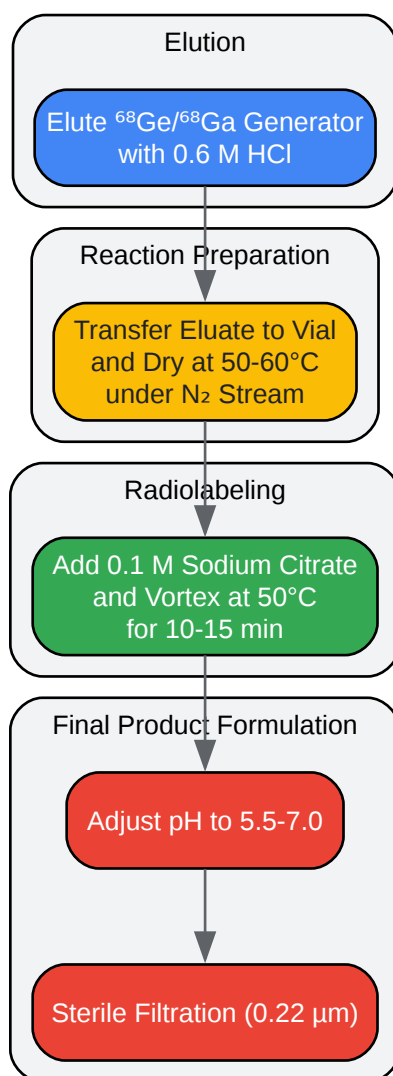 Elution
Elute ⁶⁸Ge/⁶⁸Ga Generator
with 0.6 M HCl
Reaction Preparation
Transfer Eluate to Vial
and Dry at 50-60°C
under N₂ Stream
Radiolabeling
Add 0.1 M Sodium Citrate
and Vortex at 50°C
for 10-15 min
Final Product Formulation
Adjust pH to 5.5-7.0
Sterile Filtration (0.22 µm)